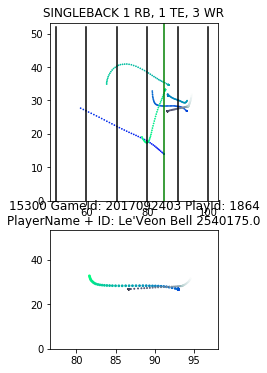 SINGLEBACK 1 RB, 1 TE, 3 WR
50
40
30
20
10
0
60 80 100
15300 GameId: 2017092403 PlayId: 1864
PlayerName + ID: Le'Veon Bell 2540175.0
40
20
0
80 85 90 95